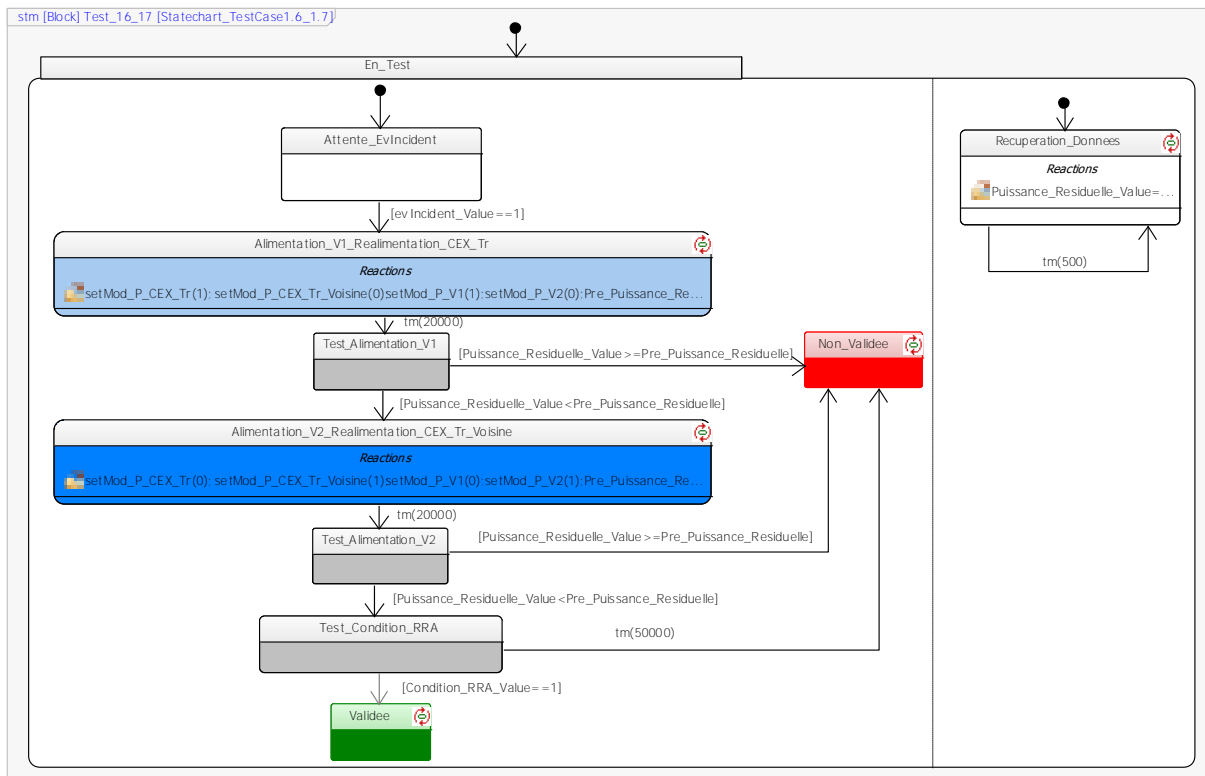 stm [Block] Test_16_17 [Statechart_TestCase1.6_1.7]
En_Test
Attente_EvIncident
[evIncident_Value==1]
Alimentation_V1_Realimentation_CEX_Tr
Reactions
setMod_P_CEX_Tr(1); setMod_P_CEX_Tr_Voisine(0);setMod_P_V1(1);setMod_P_V2(0);Pre_Puissance_Re...
tm(20000)
Test_Alimentation_V1
[Puissance_Residuelle_Value>=Pre_Puissance_Residuelle]
Non_Validee
[Puissance_Residuelle_Value<Pre_Puissance_Residuelle]
Alimentation_V2_Realimentation_CEX_Tr_Voisine
Reactions
setMod_P_CEX_Tr(0); setMod_P_CEX_Tr_Voisine(1);setMod_P_V1(0);setMod_P_V2(1);Pre_Puissance_Re...
tm(20000)
Test_Alimentation_V2
[Puissance_Residuelle_Value>=Pre_Puissance_Residuelle]
[Puissance_Residuelle_Value<Pre_Puissance_Residuelle]
Test_Condition_RRA
tm(50000)
[Condition_RRA_Value==1]
Validee
Recuperation_Donnees
Reactions
Puissance_Residuelle_Value=...
tm(500)